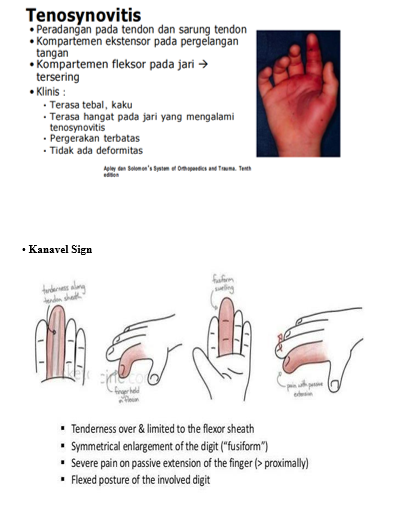 Tenosynovitis
• Peradangan pada tendon dan sarung tendon
• Kompartemen ekstensor pada pergelangan
tangan
• Kompartemen fleksor pada jari →
tersering
• Klinis :
• Terasa tebal, kaku
• Terasa hangat pada jari yang mengalami
tenosynovitis
• Pergerakan terbatas
• Tidak ada deformitas
Apley dan Solomon's System of Orthopaedics and Trauma. Tenth
edition
• Kanavel Sign
tenderness along
tendon sheath
finger held
in flexion
fusiform
swelling
pain with passive
extension
▪ Tenderness over & limited to the flexor sheath
▪ Symmetrical enlargement of the digit ("fusiform")
▪ Severe pain on passive extension of the finger (> proximally)
▪ Flexed posture of the involved digit